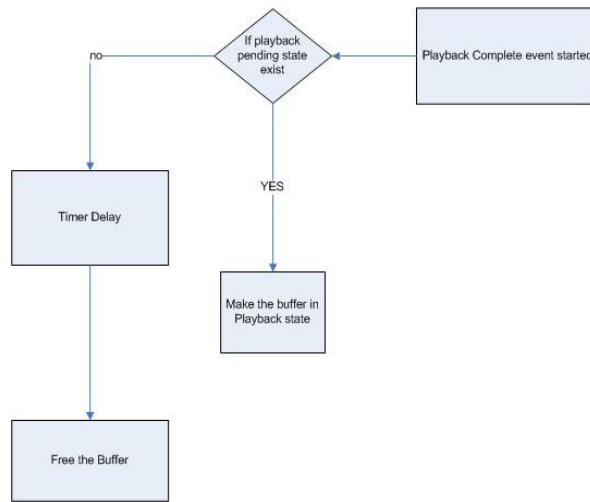 If playback
pending state
exist
Playback Complete event started
no
YES
Timer Delay
Make the buffer in
Playback state
Free the Buffer